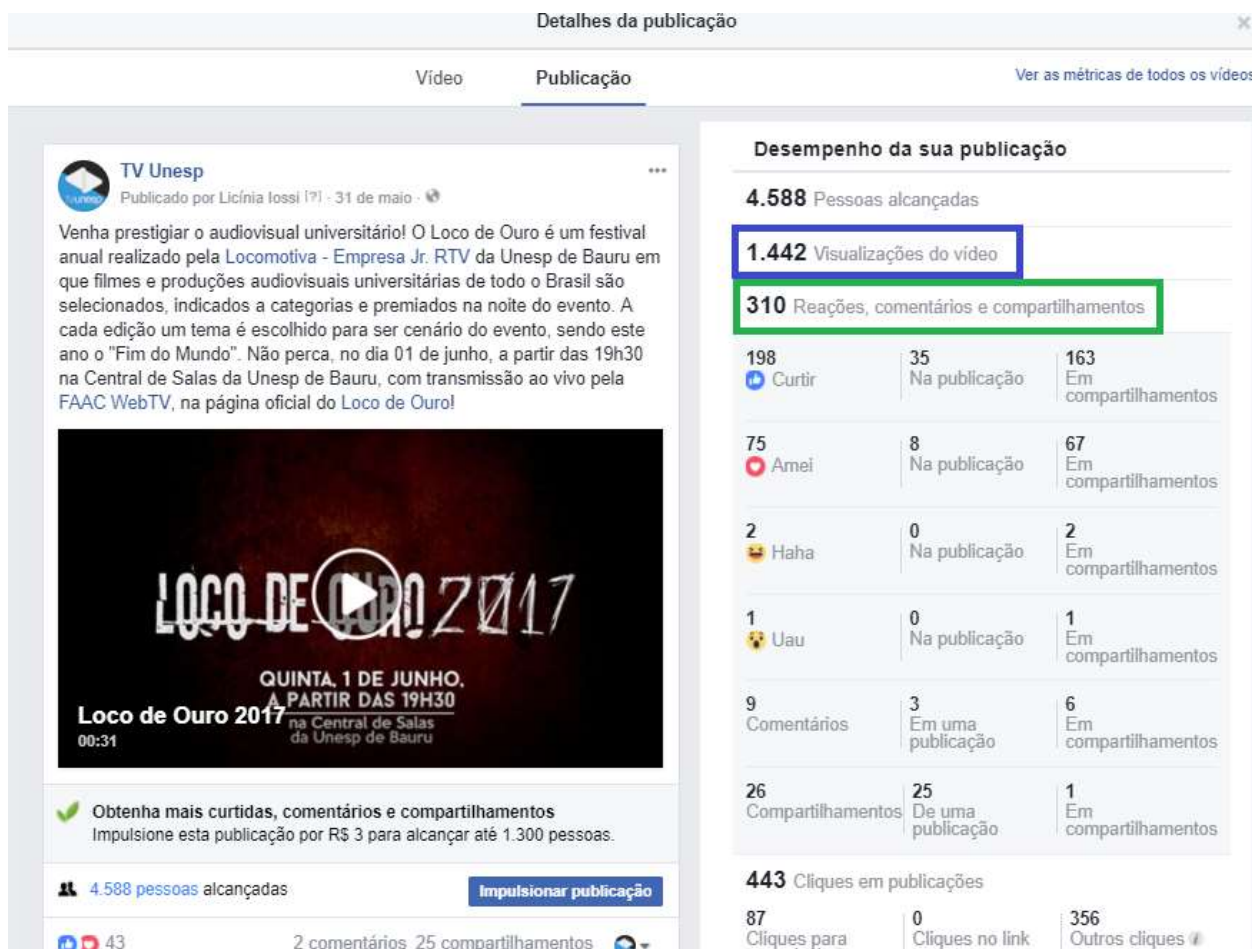 Detalhes da publicação
Vídeo Publicação Ver as métricas de todos os vídeos
TV Unesp
Publicado por Licínia Iossi [?] · 31 de maio ·
Venha prestigiar o audiovisual universitário! O Loco de Ouro é um festival
anual realizado pela Locomotiva - Empresa Jr. RTV da Unesp de Bauru em
que filmes e produções audiovisuais universitárias de todo o Brasil são
selecionados, indicados a categorias e premiados na noite do evento. A
cada edição um tema é escolhido para ser cenário do evento, sendo este
ano o "Fim do Mundo". Não perca, no dia 01 de junho, a partir das 19h30
na Central de Salas da Unesp de Bauru, com transmissão ao vivo pela
FAAC WebTV, na página oficial do Loco de Ouro!
LOCO DE OURO 2017
QUINTA, 1 DE JUNHO,
A PARTIR DAS 19H30
na Central de Salas
da Unesp de Bauru
Loco de Ouro 2017
00:31
Obtenha mais curtidas, comentários e compartilhamentos
Impulsione esta publicação por R$ 3 para alcançar até 1.300 pessoas.
4.588 pessoas alcançadas
Impulsionar publicação
43 2 comentários 25 compartilhamentos
Desempenho da sua publicação
4.588 Pessoas alcançadas
1.442 Visualizações do vídeo
310 Reações, comentários e compartilhamentos
198 35 163
Curtir Na publicação Em
compartilhamentos
75 8 67
Amei Na publicação Em
compartilhamentos
2 0 2
Haha Na publicação Em
compartilhamentos
1 0 1
Uau Na publicação Em
compartilhamentos
9 3 6
Comentários Em uma Em
publicação compartilhamentos
26 25 1
Compartilhamentos De uma Em
publicação compartilhamentos
443 Cliques em publicações
87 0 356
Cliques para Cliques no link Outros cliques